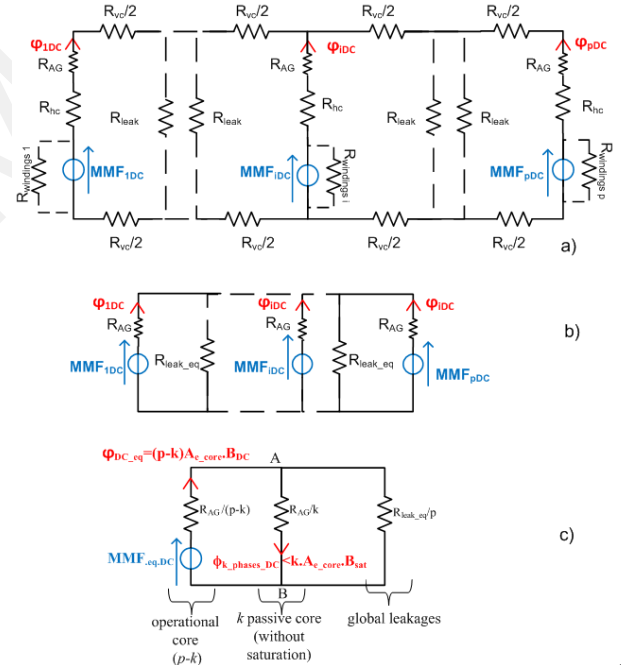 Rvc/2 Rvc/2 Rvc/2 Rvc/2
φ1DC φiDC φpDC
RAG RAG RAG
Rhc Rhc Rhc
Rleak Rleak Rleak Rleak
Rwindings 1 MMF1DC MMFiDC Rwindings i MMFpDC Rwindings p
Rvc/2 Rvc/2 Rvc/2 Rvc/2
a)
φ1DC φiDC φiDC
RAG RAG RAG
b)
MMF1DC Rleak_eq MMFiDC Rleak_eq MMFpDC
φDC_eq=(p-k)Ae_core.BDC A
RAG/(p-k) RAG/k Rleak_eq/p
c)
MMF.eq.DC ϕk_phases_DC<k.Ae_core.Bsat
B
operational k passive core global leakages
core (without
(p-k) saturation)